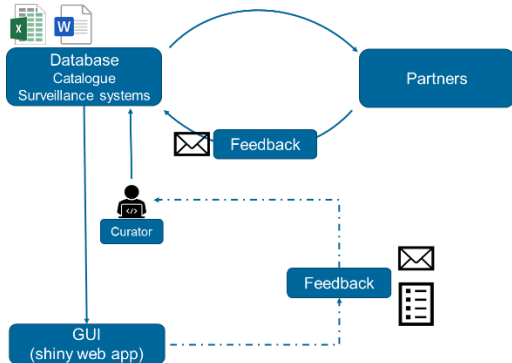 X
W
Database
Catalogue
Surveillance systems
Partners
Feedback
</>
Curator
Feedback
GUI
(shiny web app)